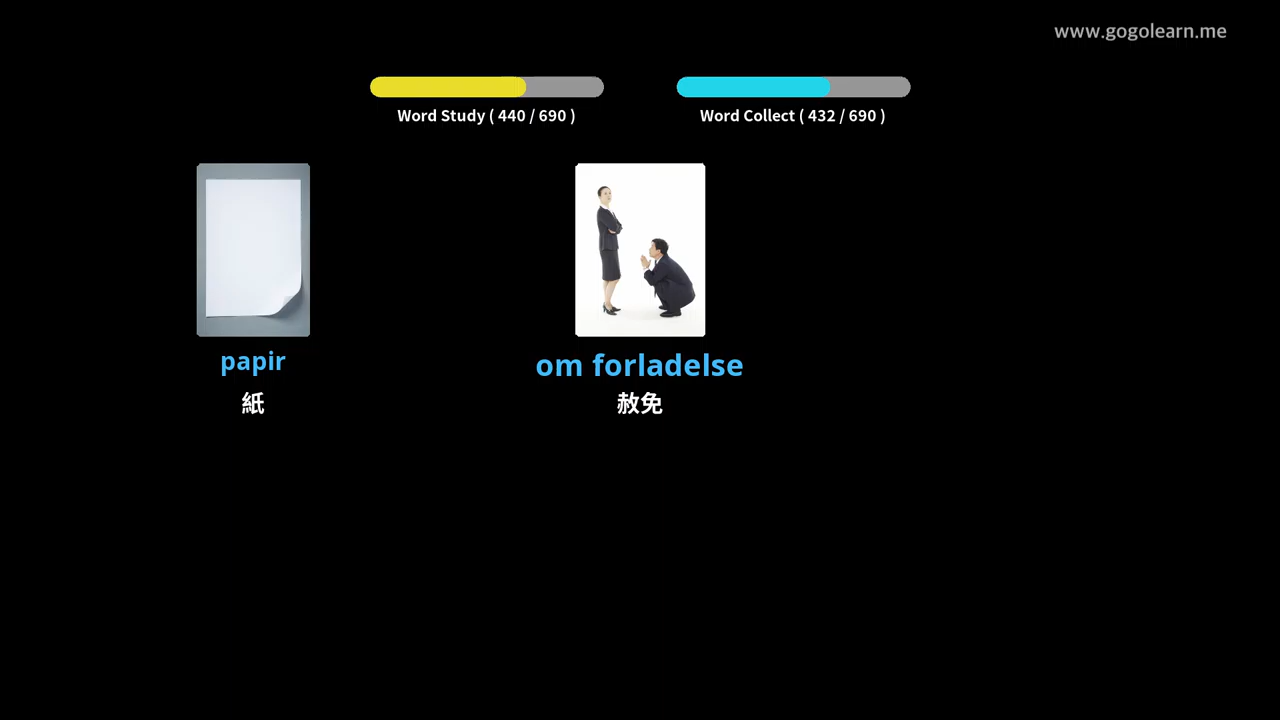 www.gogolearn.me
Word Study ( 440 / 690 )
Word Collect ( 432 / 690 )
papir
紙
om forladelse
赦免